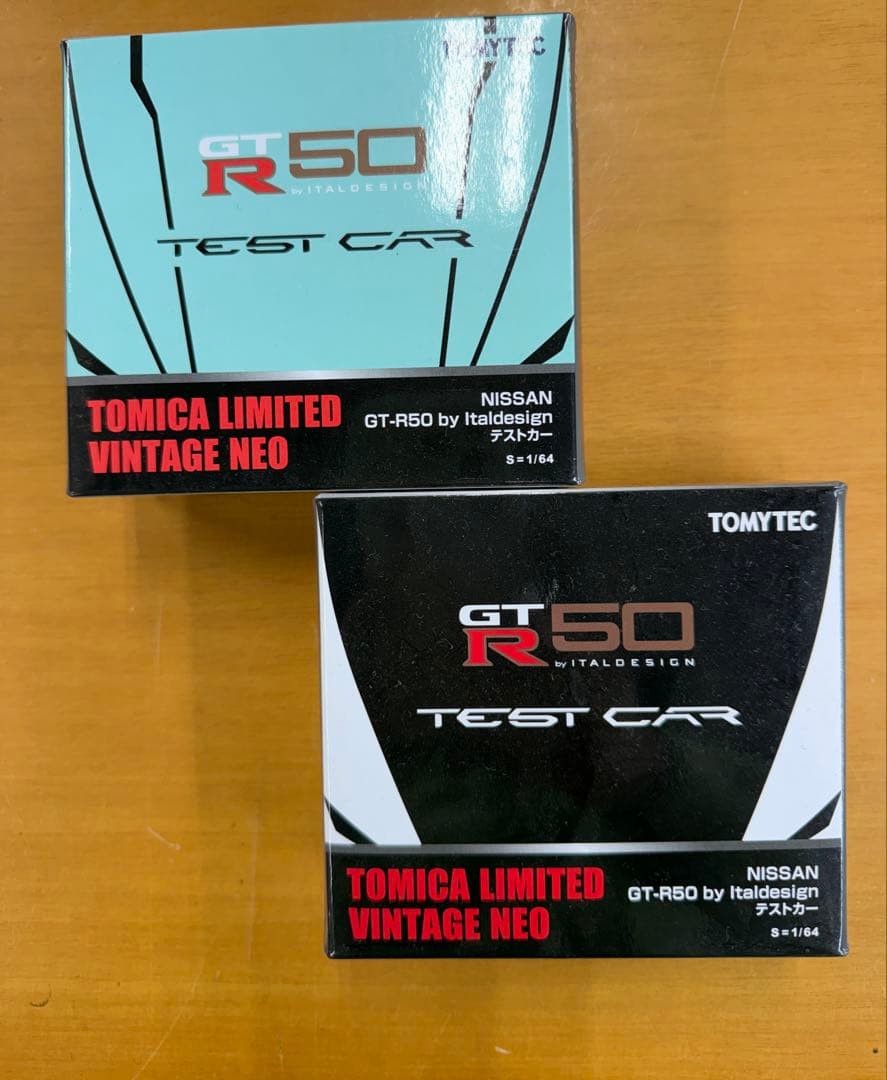 TOMYTEC
GT
R50
by ITALDESIGN
TEST CAR
TOMICA LIMITED
VINTAGE NEO
NISSAN
GT-R50 by Italdesign
テストカー
S=1/64
TOMYTEC
GT
R50
by ITALDESIGN
TEST CAR
TOMICA LIMITED
VINTAGE NEO
NISSAN
GT-R50 by Italdesign
テストカー
S=1/64